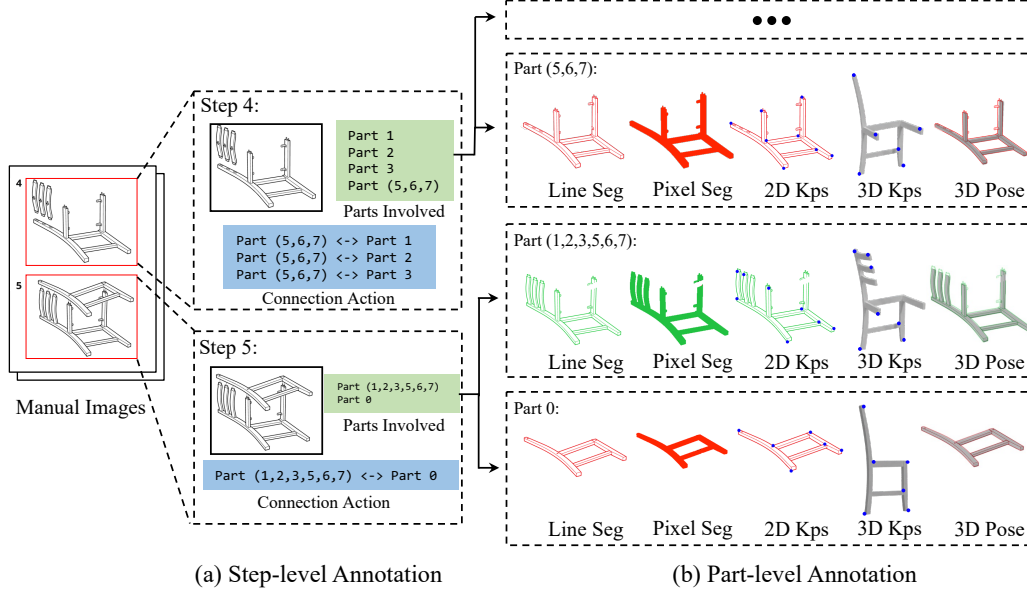 4
5
Manual Images
Step 4:
Part 1
Part 2
Part 3
Part (5,6,7)
Parts Involved
Part (5,6,7) <-> Part 1
Part (5,6,7) <-> Part 2
Part (5,6,7) <-> Part 3
Connection Action
Step 5:
Part (1,2,3,5,6,7)
Part 0
Parts Involved
Part (1,2,3,5,6,7) <-> Part 0
Connection Action
(a) Step-level Annotation
•••
Part (5,6,7):
Line Seg Pixel Seg 2D Kps 3D Kps 3D Pose
Part (1,2,3,5,6,7):
Line Seg Pixel Seg 2D Kps 3D Kps 3D Pose
Part 0:
Line Seg Pixel Seg 2D Kps 3D Kps 3D Pose
(b) Part-level Annotation